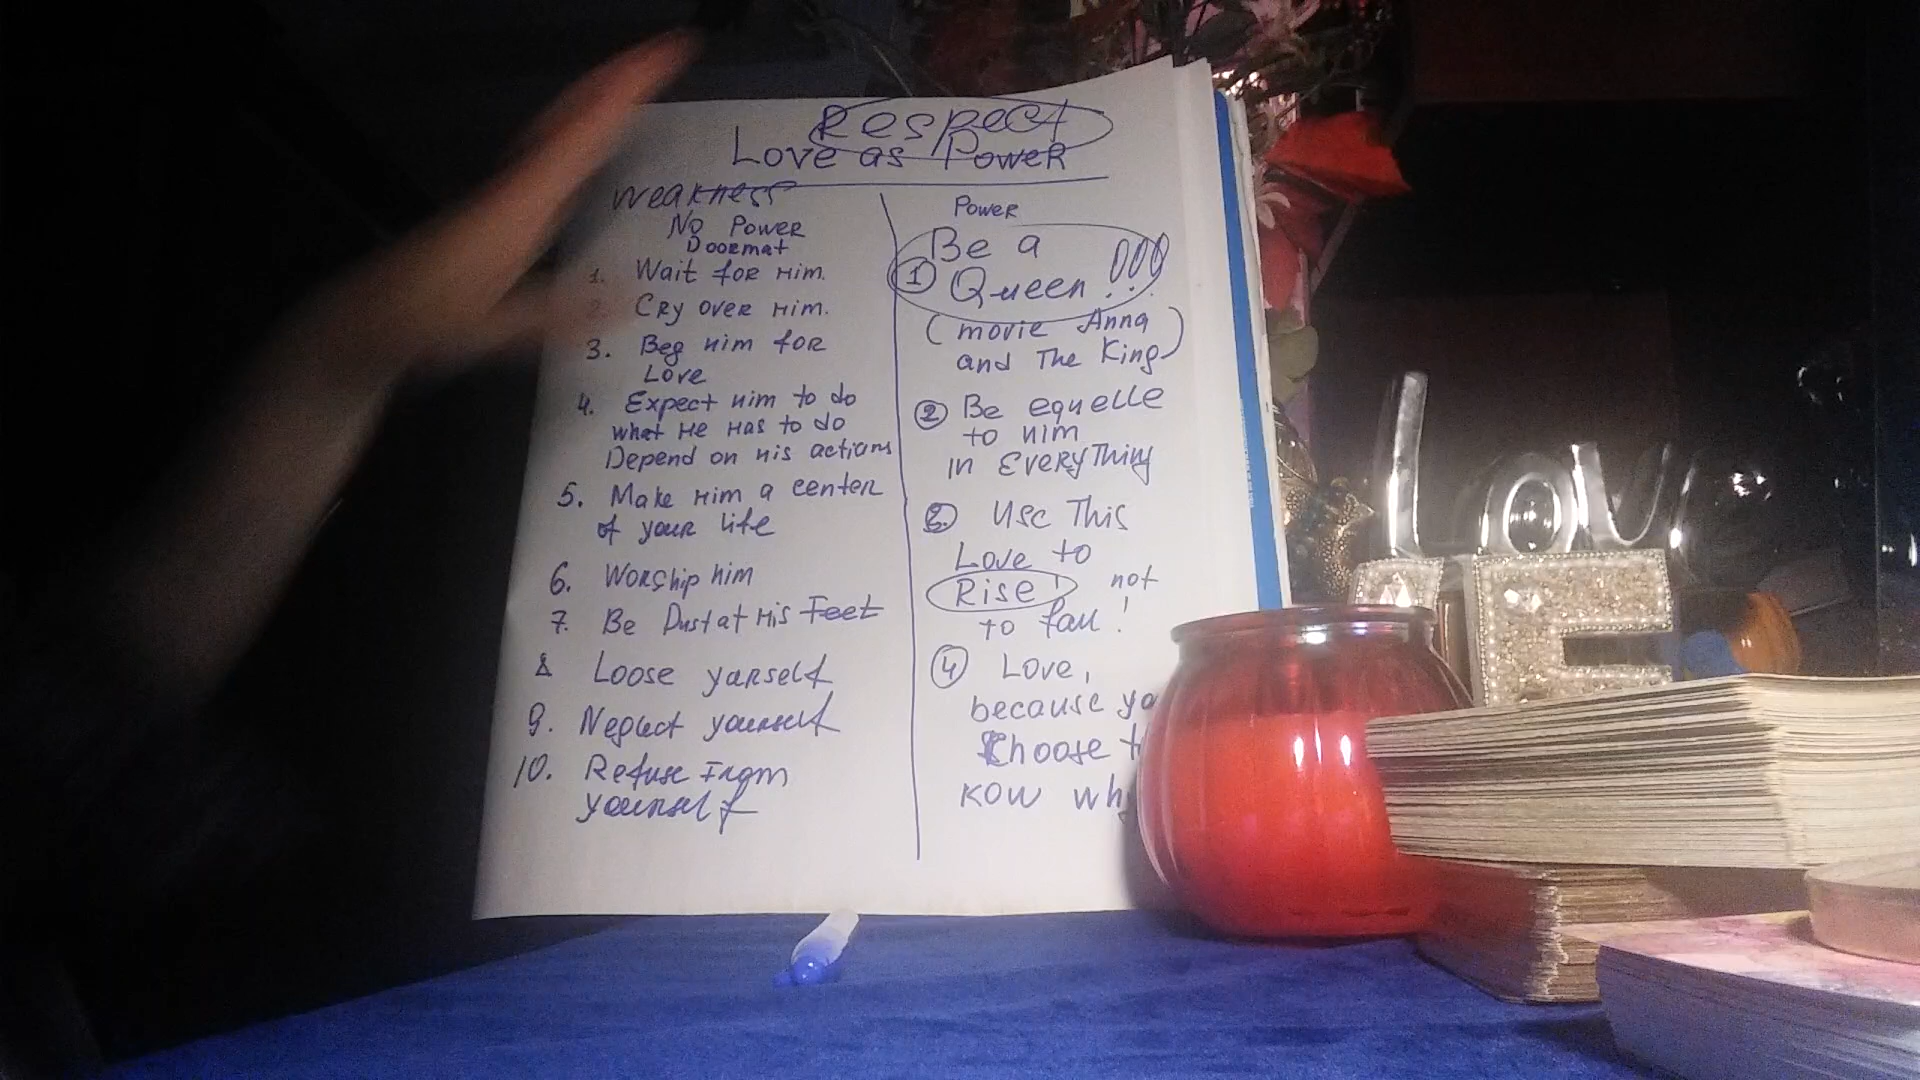 Respect
Love as Power
Weakness
No Power
Doormat
1. Wait for Him.
2. Cry over Him.
3. Beg him for
Love
4. Expect him to do
what He Has to do
Depend on His actions
5. Make Him a center
of your life
6. Worship him
7. Be Dust at His Feet
8 Loose yourself
9. Neglect yourself
10. Refuse From
yourself
Power
Be a
1 Queen!!!
(movie Anna
and The King)
2 Be equelle
to him
in EveryThing
3. Use This
Love to
Rise! not
to fall!
4 Love,
because yo
Choose t
kow why
LOV
E